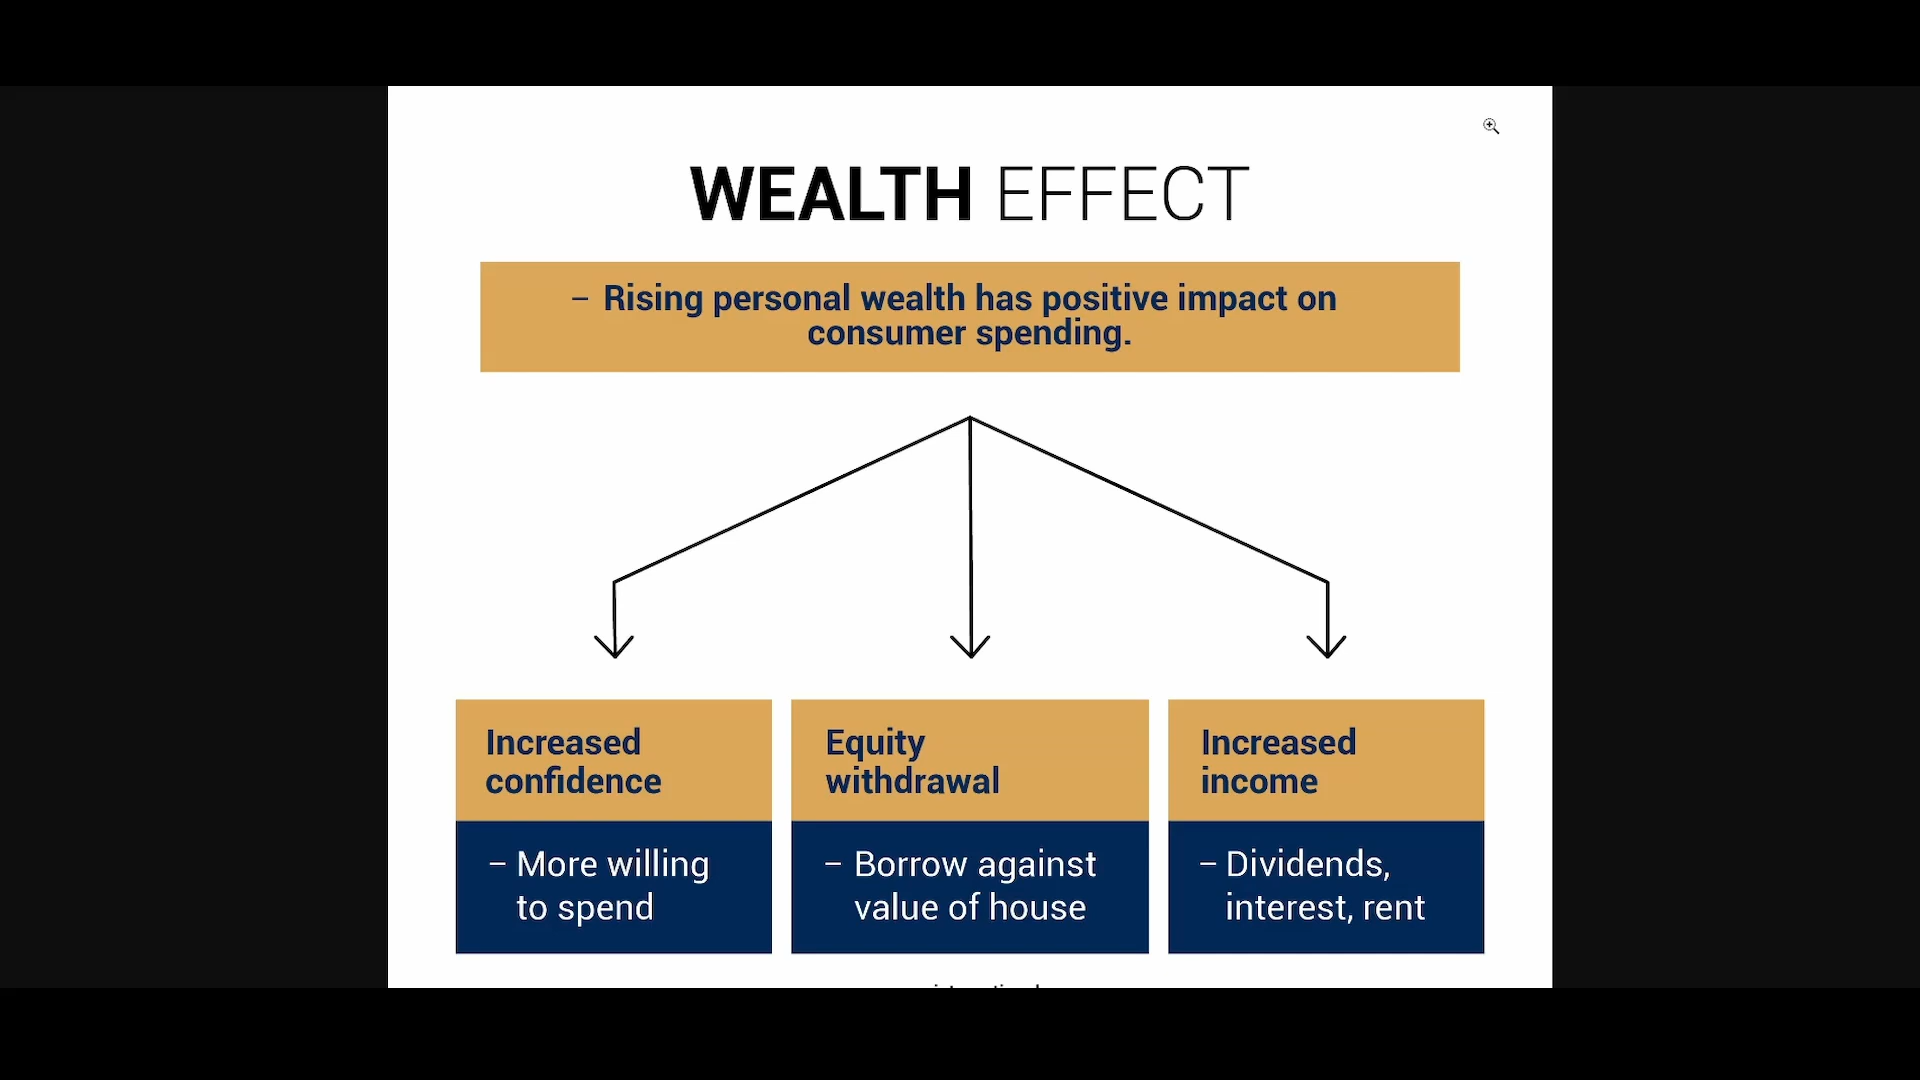 WEALTH EFFECT
– Rising personal wealth has positive impact on
consumer spending.
Increased
confidence
– More willing
to spend
Equity
withdrawal
– Borrow against
value of house
Increased
income
– Dividends,
interest, rent